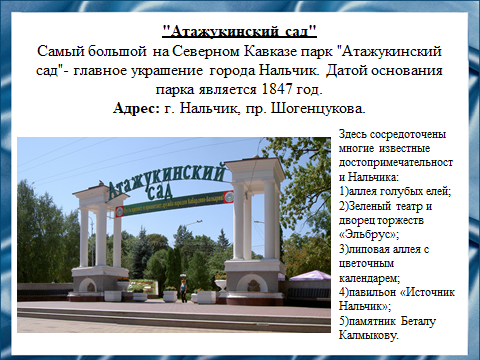 "Атажукинский сад"
Самый большой на Северном Кавказе парк "Атажукинский
сад"- главное украшение города Нальчик. Датой основания
парка является 1847 год.
Адрес: г. Нальчик, пр. Шогенцукова.
Атажукинский
САД
Здесь сосредоточены
многие известные
достопримечательност
и Нальчика:
1)аллея голубых елей;
2)Зеленый театр и
дворец торжеств
«Эльбрус»;
3)липовая аллея с
цветочным
календарем;
4)павильон «Источник
Нальчик»;
5)памятник Беталу
Калмыкову.